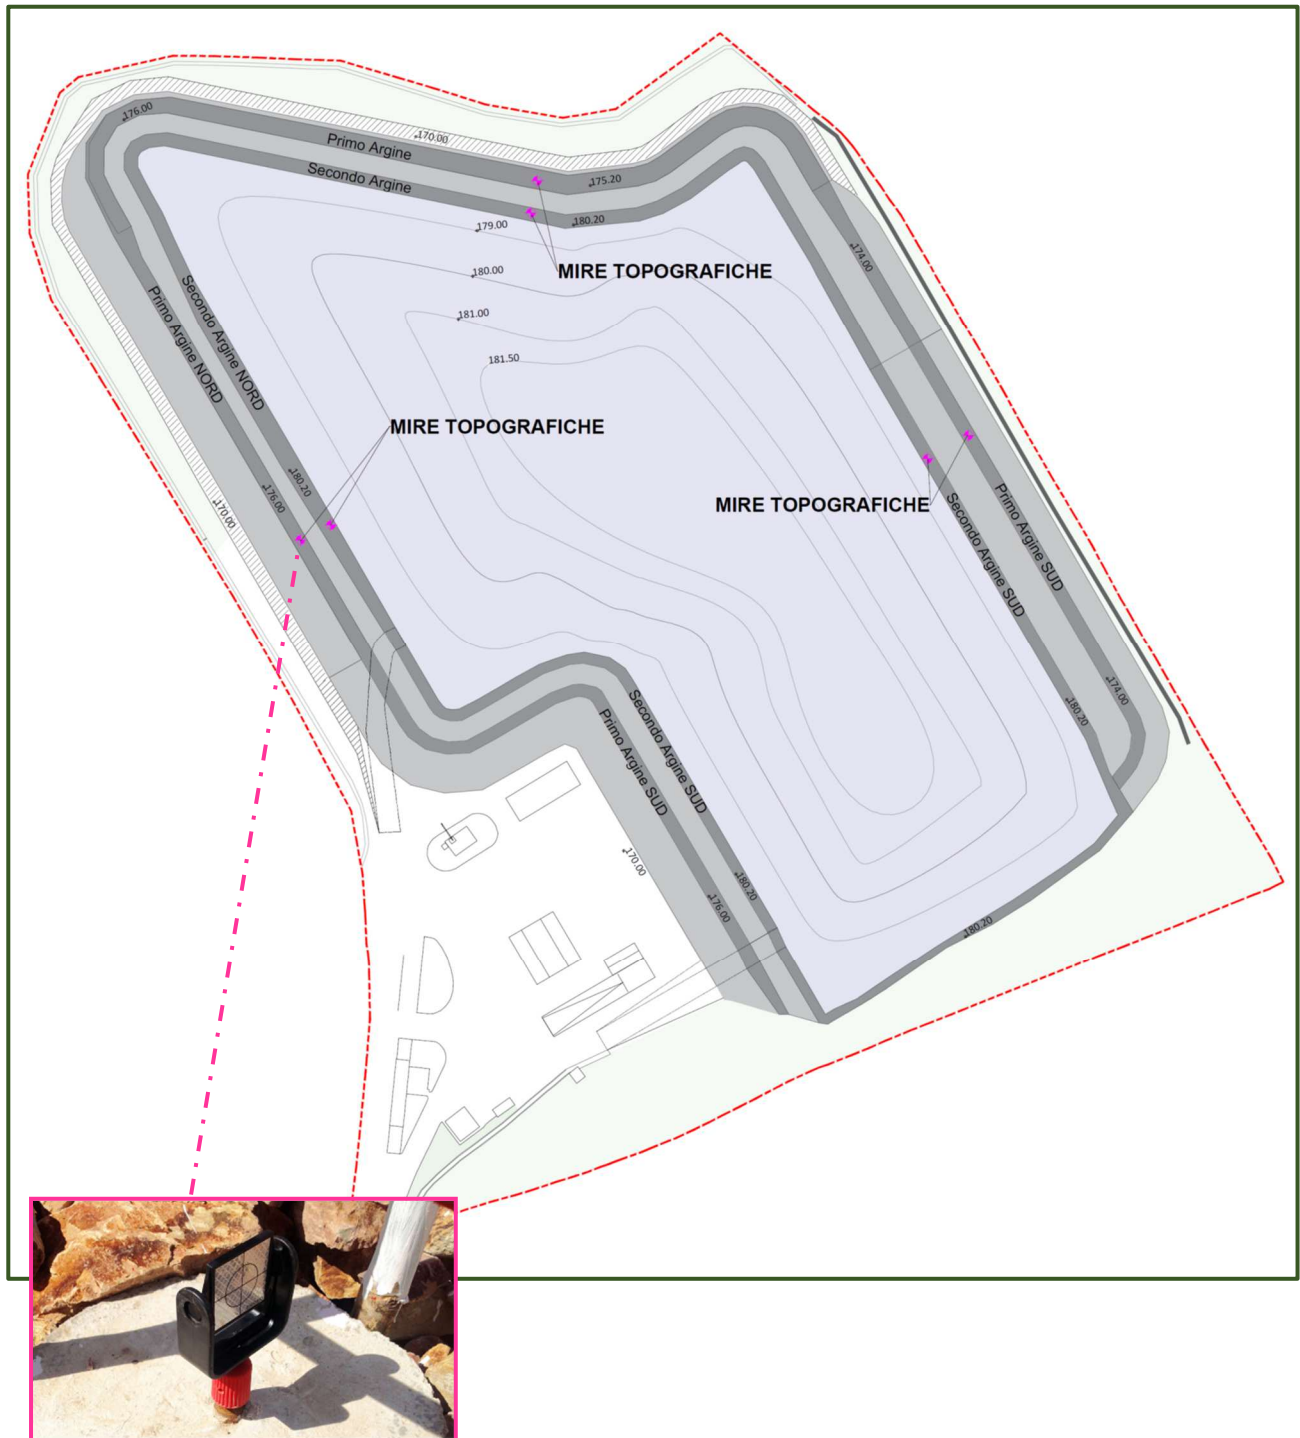 176.00
170.00
Primo Argine
Secondo Argine
175.20
180.20
179.00
174.00
MIRE TOPOGRAFICHE
180.00
181.00
181.50
Secondo Argine NORD
Primo Argine NORD
MIRE TOPOGRAFICHE
180.20
176.00
170.00
MIRE TOPOGRAFICHE
Primo Argine SUD
Secondo Argine SUD
174.00
180.20
Secondo Argine SUD
Primo Argine SUD
170.00
180.20
176.00
180.20